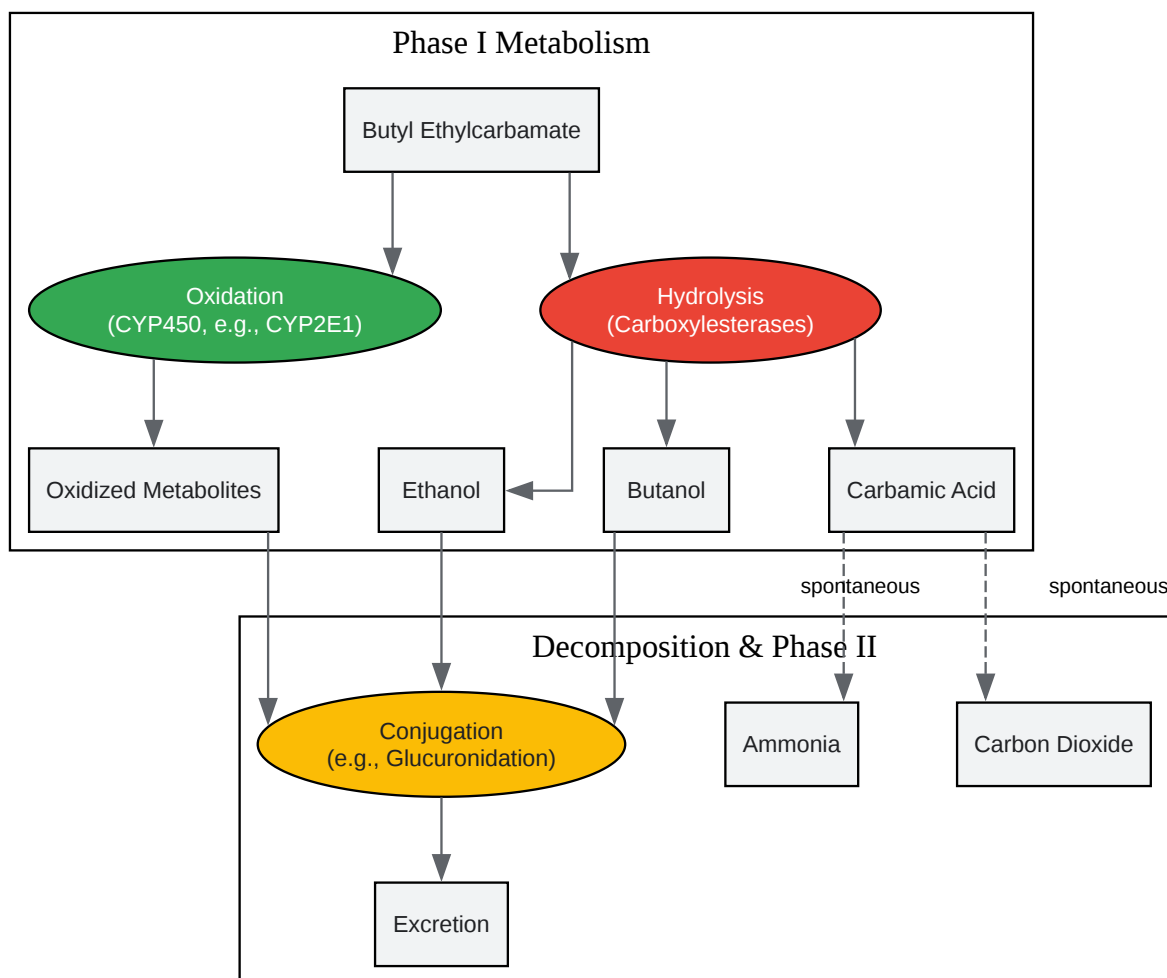 Phase I Metabolism
Butyl Ethylcarbamate
Oxidation
(CYP450, e.g., CYP2E1)
Hydrolysis
(Carboxylesterases)
Oxidized Metabolites
Ethanol
Butanol
Carbamic Acid
spontaneous
spontaneous
Decomposition & Phase II
Conjugation
(e.g., Glucuronidation)
Ammonia
Carbon Dioxide
Excretion